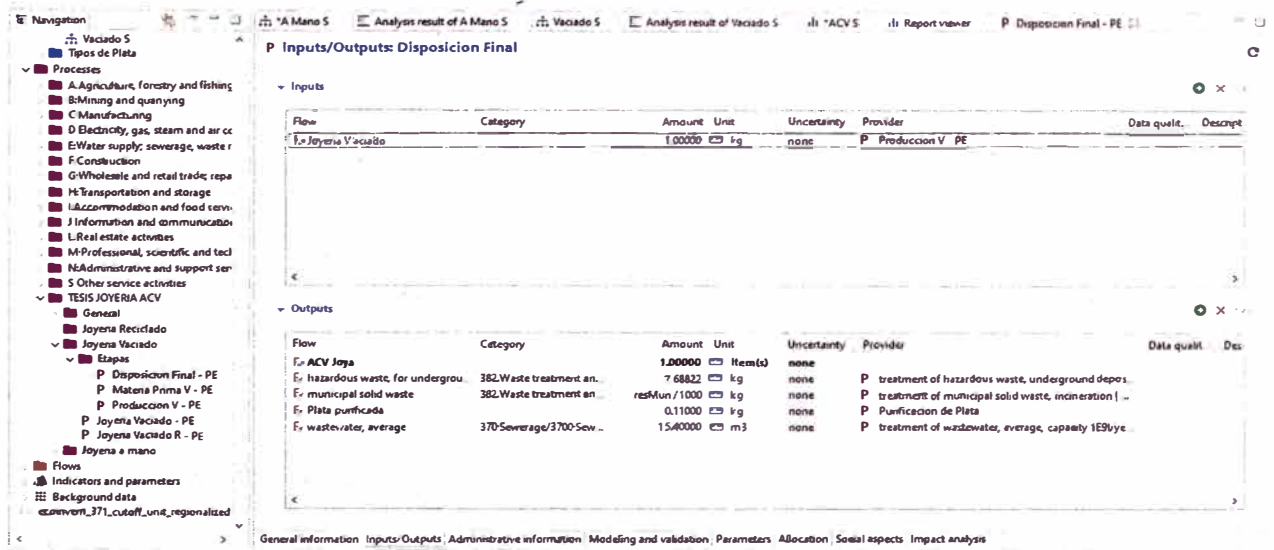 Navigation
*A Mano S Analysis result of A Mano S Vaciado S Analysis result of Vaciado S *ACV S Report viewer P Disposicion Final - PE
Vaciado S
Tipos de Plata
Processes
A:Agriculture, forestry and fishing
B:Mining and quarrying
C:Manufacturing
D:Electricity, gas, steam and air cc
E:Water supply; sewerage, waste r
F:Construction
G:Wholesale and retail trade; repa
H:Transportation and storage
I:Accommodation and food servi
J:Information and communication
L:Real estate activities
M:Professional, scientific and tecl
N:Administrative and support ser
S:Other service activities
TESIS JOYERIA ACV
General
Joyeria Reciclado
Joyeria Vaciado
Etapas
P Disposicion Final - PE
P Materia Prima V - PE
P Produccion V - PE
P Joyeria Vaciado - PE
P Joyeria Vaciado R - PE
Joyeria a mano
Flows
Indicators and parameters
Background data
ecoinvent_371_cutoff_unit_regionalized
P Inputs/Outputs: Disposicion Final
Inputs
Flow Category Amount Unit Uncertainty Provider Data qualit. Descript
Joyeria Vaciado 1.00000 kg none P Produccion V PE
Outputs
Flow Category Amount Unit Uncertainty Provider Data qualit. Des
ACV Joya 1.00000 Item(s) none
hazardous waste, for undergrou 382:Waste treatment an... 7.68822 kg none P treatment of hazardous waste, underground depos
municipal solid waste 382:Waste treatment an resMun/1000 kg none P treatment of municipal solid waste, incineration | ...
Plata purificada 0.11000 kg none P Purificacion de Plata
wastewater, average 370:Sewerage/3700:Sew... 15.40000 m3 none P treatment of wastewater, average, capacity 1E9l/ye
General information Inputs/Outputs Administrative information Modeling and validation Parameters Allocation Social aspects Impact analysis